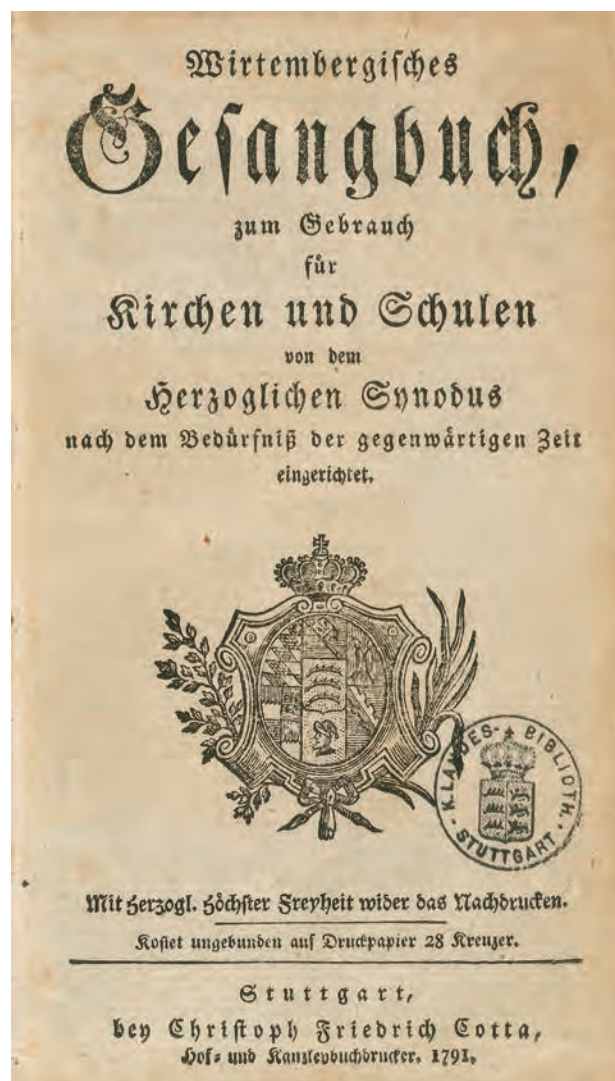 Wirtembergisches
Gesangbuch,
zum Gebrauch
für
Kirchen und Schulen
von dem
Herzoglichen Synodus
nach dem Bedürfniß der gegenwärtigen Zeit
eingerichtet.
K. LANDES-BIBLIOTH. STUTTGART
Mit Herzogl. Höchster Freyheit wider das Nachdrucken.
Kostet ungebunden auf Druckpapier 28 Kreuzer.
Stuttgart,
bey Christoph Friedrich Cotta,
Hof- und Kanzleybuchdrucker. 1791.